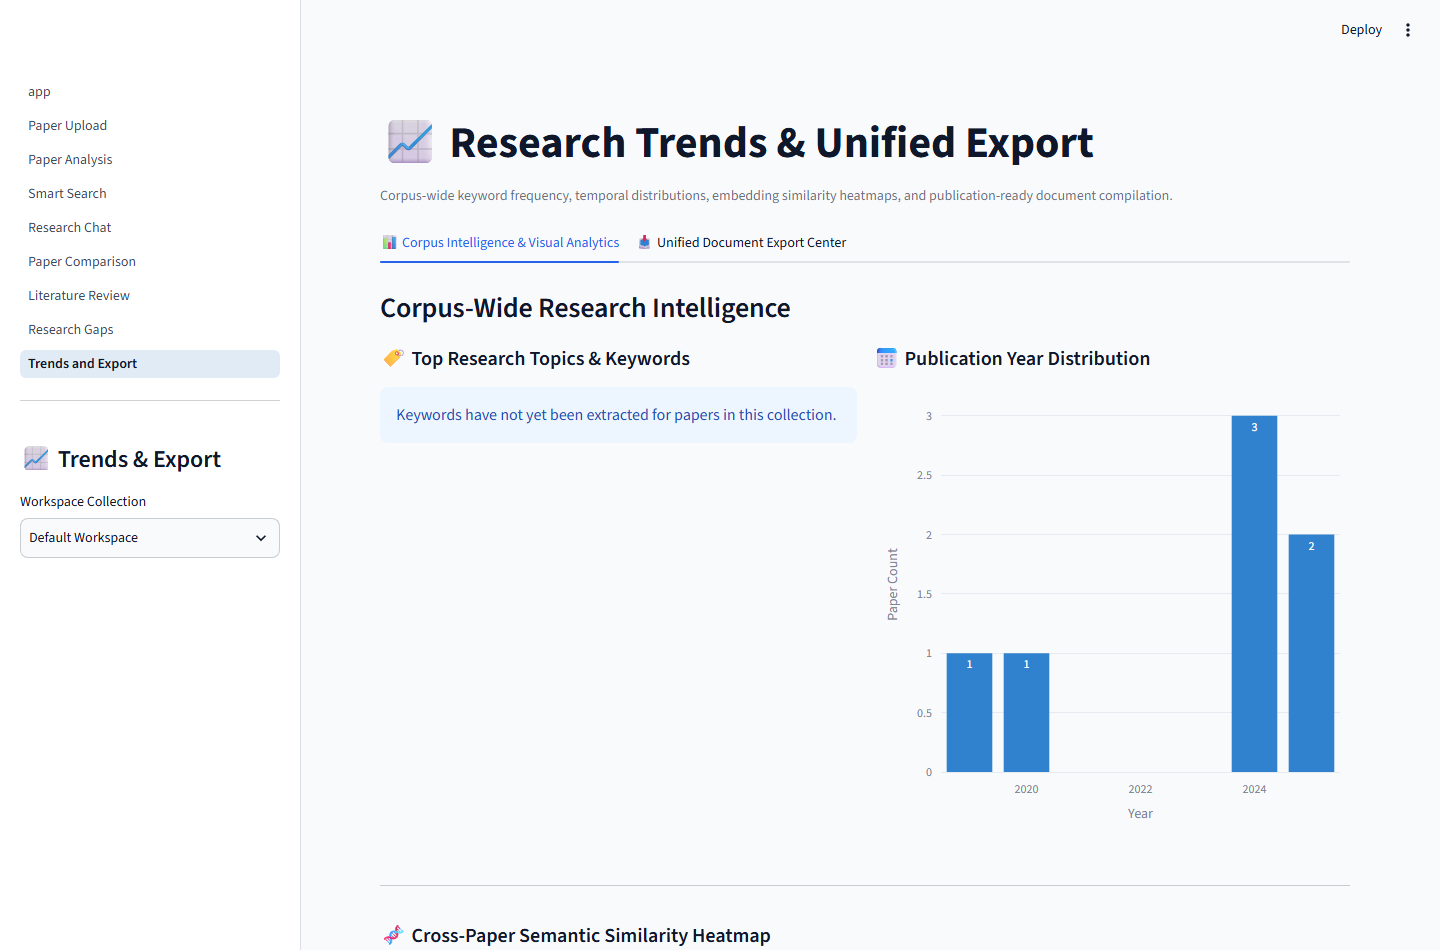 Deploy
app
Paper Upload
Paper Analysis
Smart Search
Research Chat
Paper Comparison
Literature Review
Research Gaps
Trends and Export
Trends & Export
Workspace Collection
Default Workspace
Research Trends & Unified Export
Corpus-wide keyword frequency, temporal distributions, embedding similarity heatmaps, and publication-ready document compilation.
Corpus Intelligence & Visual Analytics
Unified Document Export Center
Corpus-Wide Research Intelligence
Top Research Topics & Keywords
Keywords have not yet been extracted for papers in this collection.
Publication Year Distribution
3
2.5
2
1.5
1
0.5
0
Paper Count
1
1
3
2
2020
2022
2024
Year
Cross-Paper Semantic Similarity Heatmap